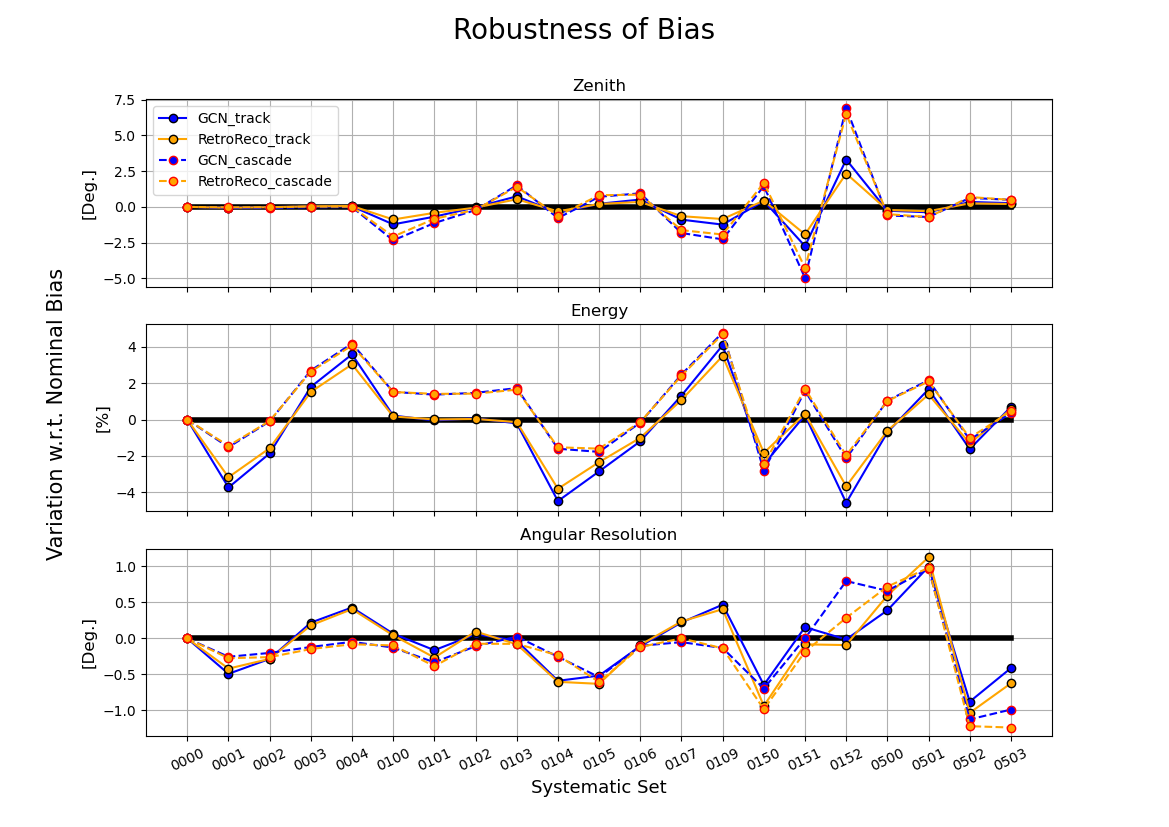 Robustness of Bias
Zenith
7.5
5.0
2.5
0.0
−2.5
−5.0
[Deg.]
GCN_track
RetroReco_track
GCN_cascade
RetroReco_cascade
Variation w.r.t. Nominal Bias
Energy
4
2
0
−2
−4
[%]
Angular Resolution
1.0
0.5
0.0
−0.5
−1.0
[Deg.]
0000 0001 0002 0003 0004 0100 0101 0102 0103 0104 0105 0106 0107 0109 0150 0151 0152 0500 0501 0502 0503
Systematic Set